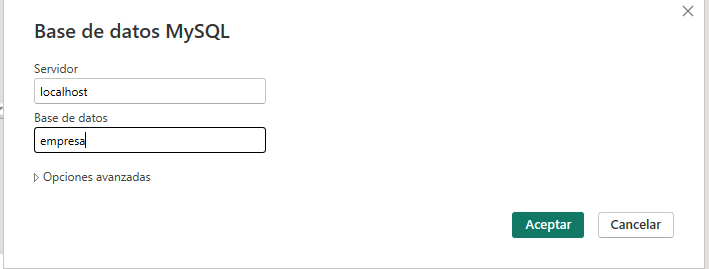 Base de datos MySQL
Servidor
localhost
Base de datos
empresa
Opciones avanzadas
Aceptar
Cancelar